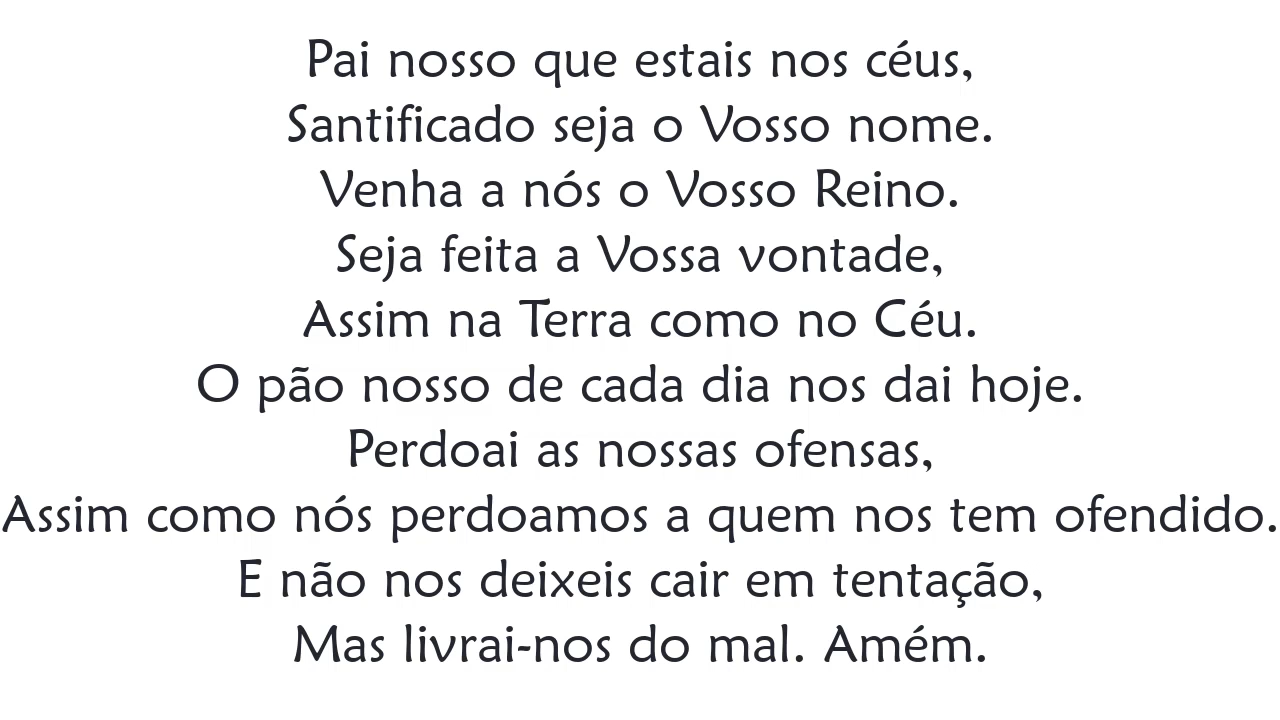 Pai nosso que estais nos céus,
Santificado seja o Vosso nome.
Venha a nós o Vosso Reino.
Seja feita a Vossa vontade,
Assim na Terra como no Céu.
O pão nosso de cada dia nos dai hoje.
Perdoai as nossas ofensas,
Assim como nós perdoamos a quem nos tem ofendido.
E não nos deixeis cair em tentação,
Mas livrai-nos do mal. Amém.